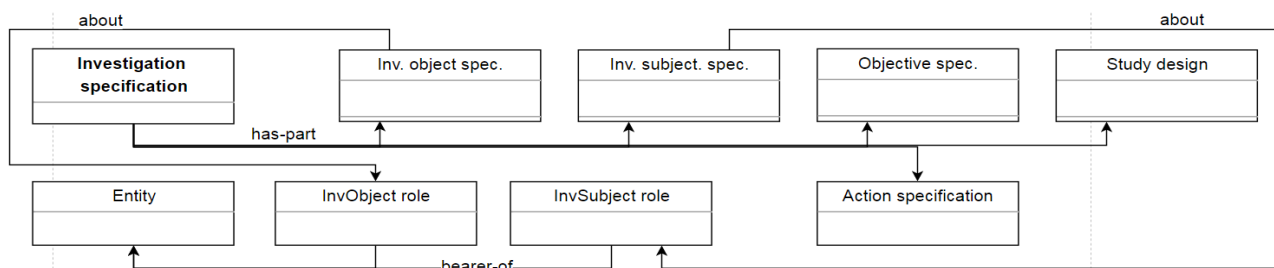 about
about
Investigation
specification
Inv. object spec.
Inv. subject. spec.
Objective spec.
Study design
has-part
Entity
InvObject role
InvSubject role
Action specification
bearer-of